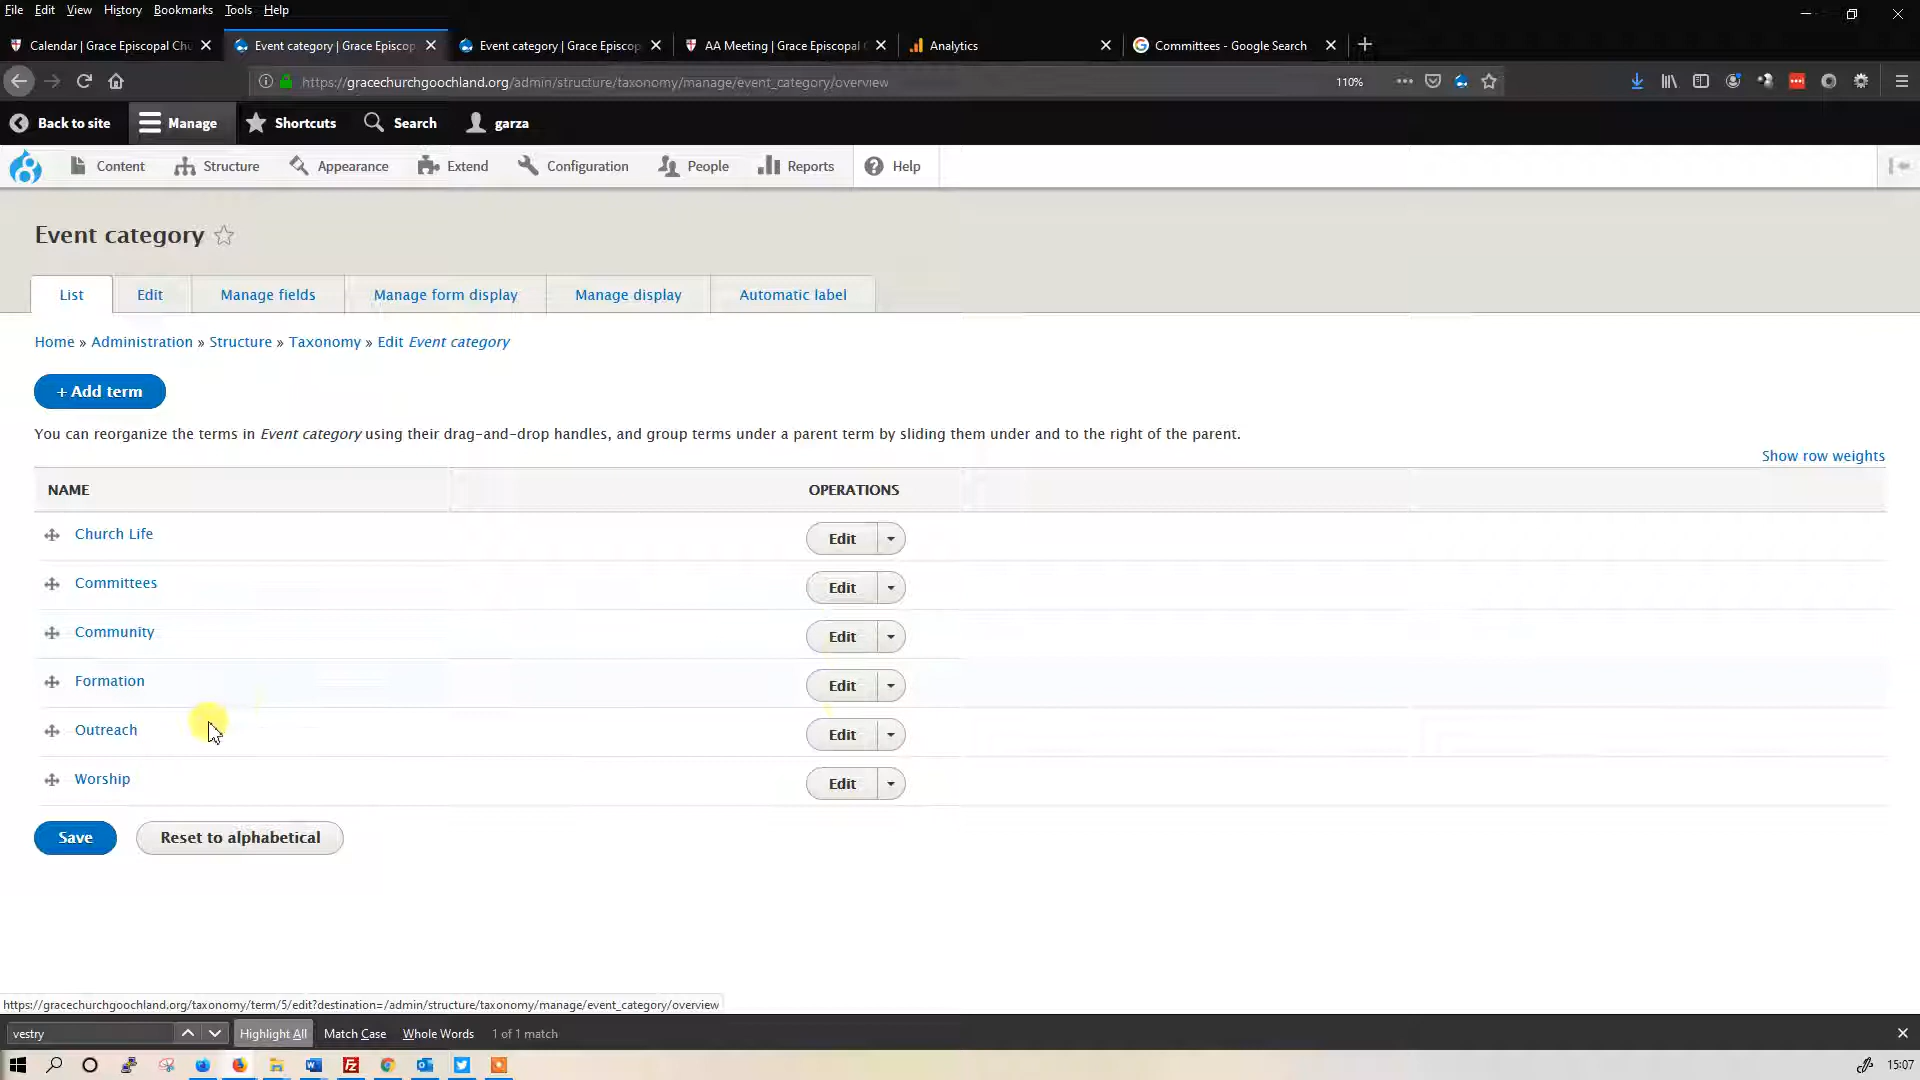 File Edit View History Bookmarks Tools Help
Calendar | Grace Episcopal Chu Event category | Grace Episcop Event category | Grace Episcop AA Meeting | Grace Episcopal C Analytics Committees - Google Search
https://gracechurchgoochland.org/admin/structure/taxonomy/manage/event_category/overview 110%
Back to site Manage Shortcuts Search garza
Content Structure Appearance Extend Configuration People Reports Help
Event category
List Edit Manage fields Manage form display Manage display Automatic label
Home » Administration » Structure » Taxonomy » Edit Event category
+ Add term
You can reorganize the terms in Event category using their drag-and-drop handles, and group terms under a parent term by sliding them under and to the right of the parent.
Show row weights
NAME OPERATIONS
Church Life Edit
Committees Edit
Community Edit
Formation Edit
Outreach Edit
Worship Edit
Save Reset to alphabetical
https://gracechurchgoochland.org/taxonomy/term/5/edit?destination=/admin/structure/taxonomy/manage/event_category/overview
vestry Highlight All Match Case Whole Words 1 of 1 match
15:07